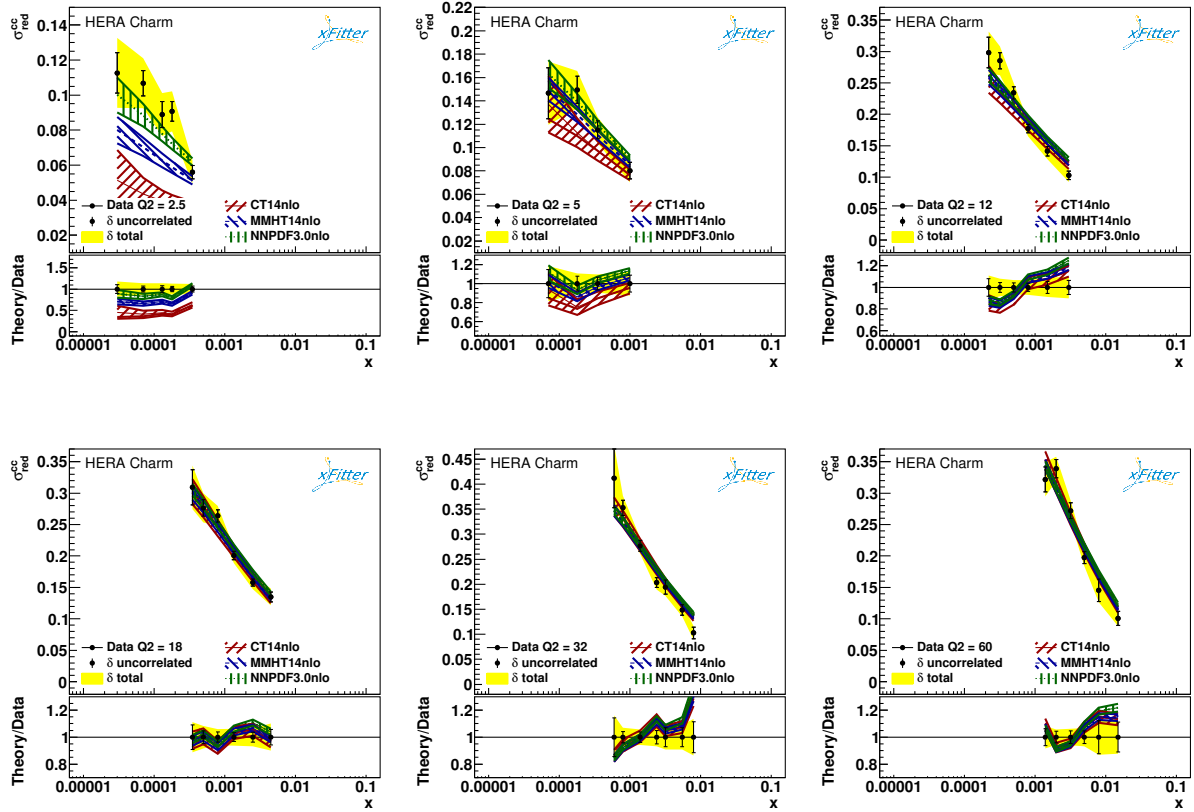 σ_red^cc
HERA Charm
xFitter
0.14
0.12
0.1
0.08
0.06
0.04
0.02
Data Q2 = 2.5
δ uncorrelated
δ total
CT14nlo
MMHT14nlo
NNPDF3.0nlo
Theory/Data
1.5
1
0.5
0
0.00001 0.0001 0.001 0.01 0.1
x
σ_red^cc
HERA Charm
xFitter
0.22
0.2
0.18
0.16
0.14
0.12
0.1
0.08
0.06
0.04
0.02
Data Q2 = 5
δ uncorrelated
δ total
CT14nlo
MMHT14nlo
NNPDF3.0nlo
Theory/Data
1.2
1
0.8
0.6
0.00001 0.0001 0.001 0.01 0.1
x
σ_red^cc
HERA Charm
xFitter
0.35
0.3
0.25
0.2
0.15
0.1
0.05
0
Data Q2 = 12
δ uncorrelated
δ total
CT14nlo
MMHT14nlo
NNPDF3.0nlo
Theory/Data
1.2
1
0.8
0.6
0.00001 0.0001 0.001 0.01 0.1
x
σ_red^cc
HERA Charm
xFitter
0.35
0.3
0.25
0.2
0.15
0.1
0.05
0
Data Q2 = 18
δ uncorrelated
δ total
CT14nlo
MMHT14nlo
NNPDF3.0nlo
Theory/Data
1.2
1
0.8
0.00001 0.0001 0.001 0.01 0.1
x
σ_red^cc
HERA Charm
xFitter
0.45
0.4
0.35
0.3
0.25
0.2
0.15
0.1
0.05
0
Data Q2 = 32
δ uncorrelated
δ total
CT14nlo
MMHT14nlo
NNPDF3.0nlo
Theory/Data
1.2
1
0.8
0.00001 0.0001 0.001 0.01 0.1
x
σ_red^cc
HERA Charm
xFitter
0.35
0.3
0.25
0.2
0.15
0.1
0.05
0
Data Q2 = 60
δ uncorrelated
δ total
CT14nlo
MMHT14nlo
NNPDF3.0nlo
Theory/Data
1.2
1
0.8
0.00001 0.0001 0.001 0.01 0.1
x